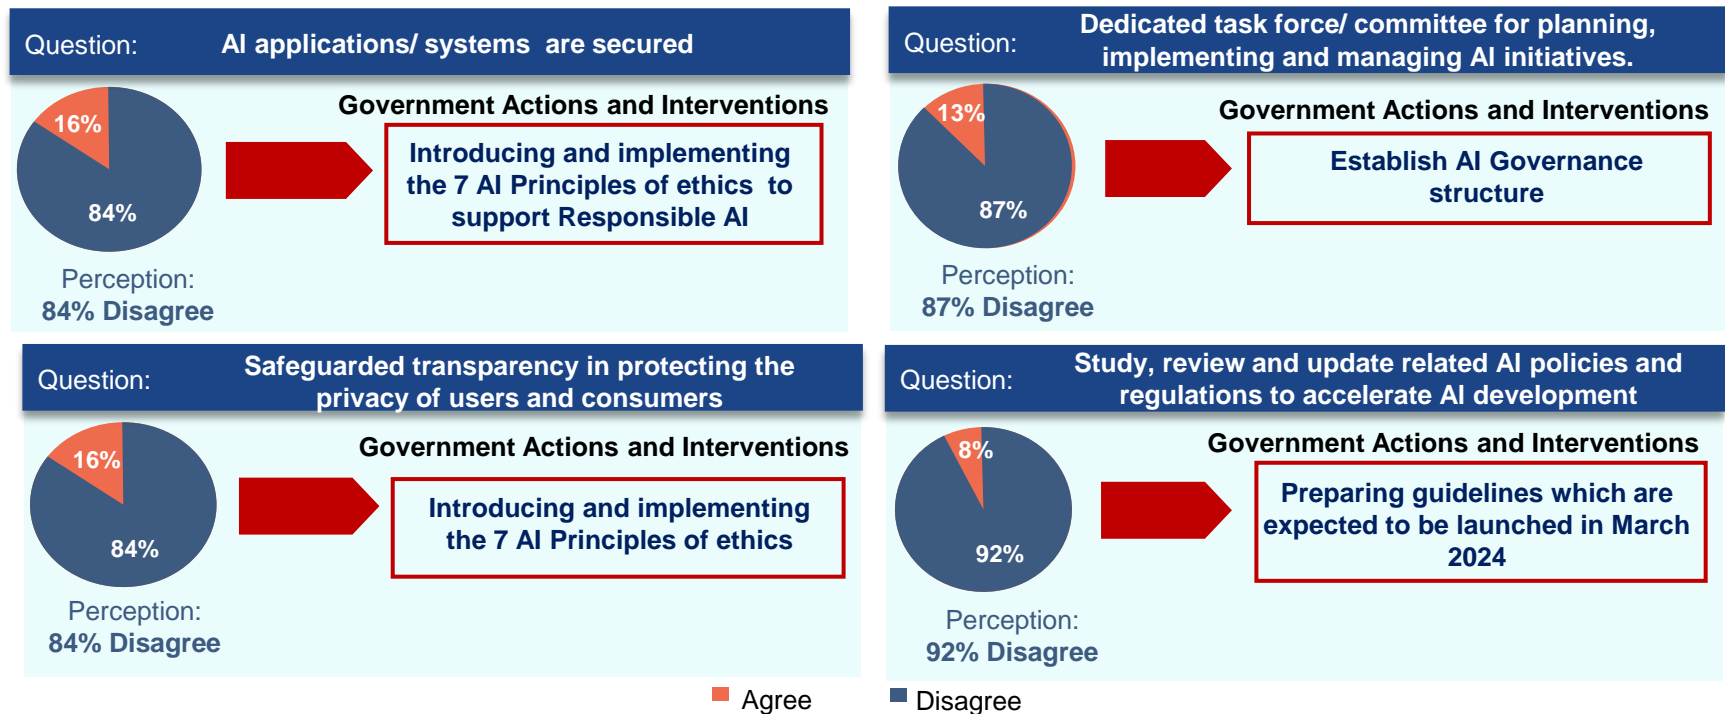 Question: AI applications/ systems are secured
16%
84%
Perception:
84% Disagree
Government Actions and Interventions
Introducing and implementing
the 7 AI Principles of ethics to
support Responsible AI
Question:
Dedicated task force/ committee for planning,
implementing and managing AI initiatives.
13%
87%
Perception:
87% Disagree
Government Actions and Interventions
Establish AI Governance
structure
Question:
Safeguarded transparency in protecting the
privacy of users and consumers
16%
84%
Perception:
84% Disagree
Government Actions and Interventions
Introducing and implementing
the 7 AI Principles of ethics
Question:
Study, review and update related AI policies and
regulations to accelerate AI development
8%
92%
Perception:
92% Disagree
Government Actions and Interventions
Preparing guidelines which are
expected to be launched in March
2024
Agree
Disagree